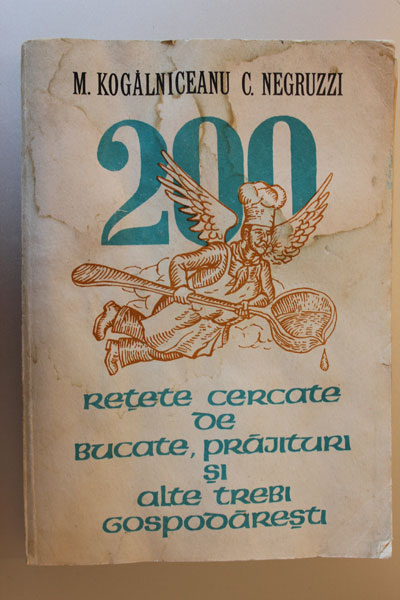 M. KOGĂLNICEANU C. NEGRUZZI
200
Rețete cercate
de
Bucate, prăjituri
și
alte trebi
gospodărești